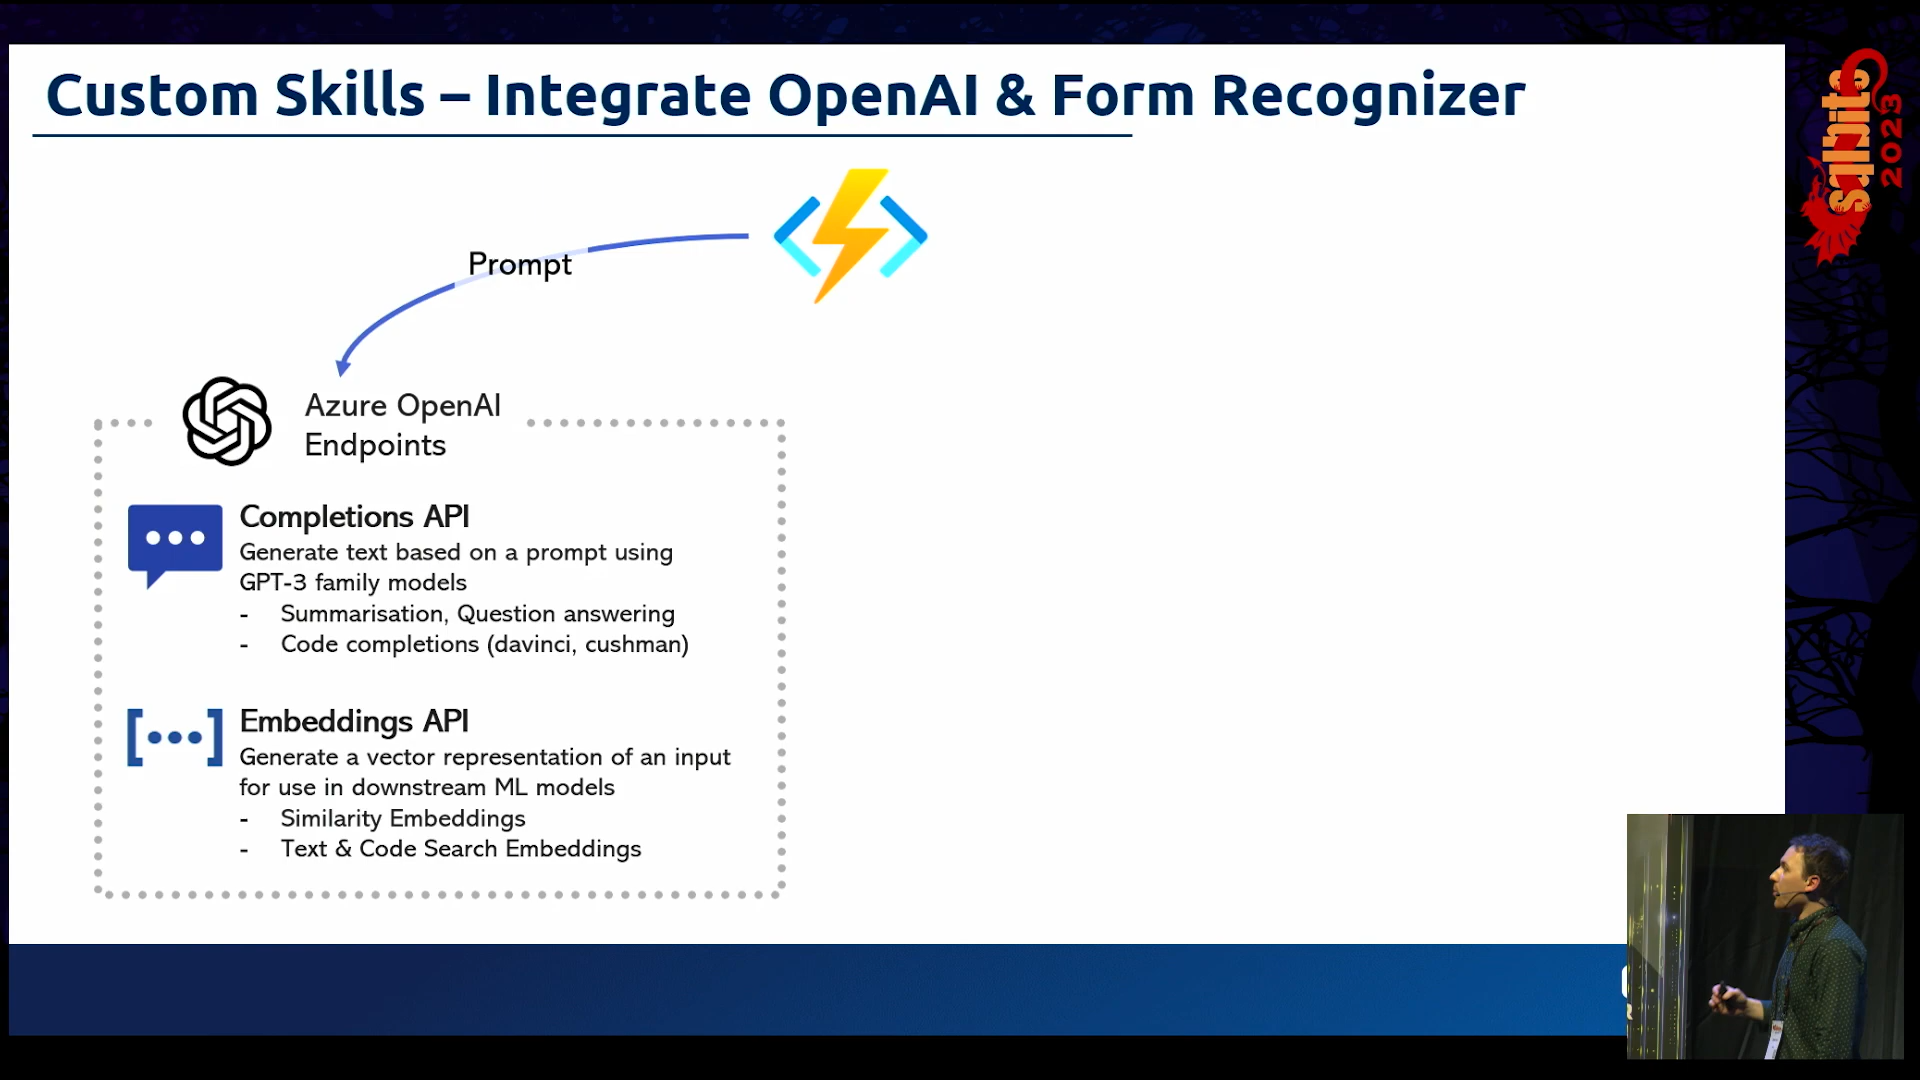 Custom Skills – Integrate OpenAI & Form Recognizer
Prompt
Azure OpenAI
Endpoints
Completions API
Generate text based on a prompt using
GPT-3 family models
- Summarisation, Question answering
- Code completions (davinci, cushman)
Embeddings API
Generate a vector representation of an input
for use in downstream ML models
- Similarity Embeddings
- Text & Code Search Embeddings
sqlbits
2023